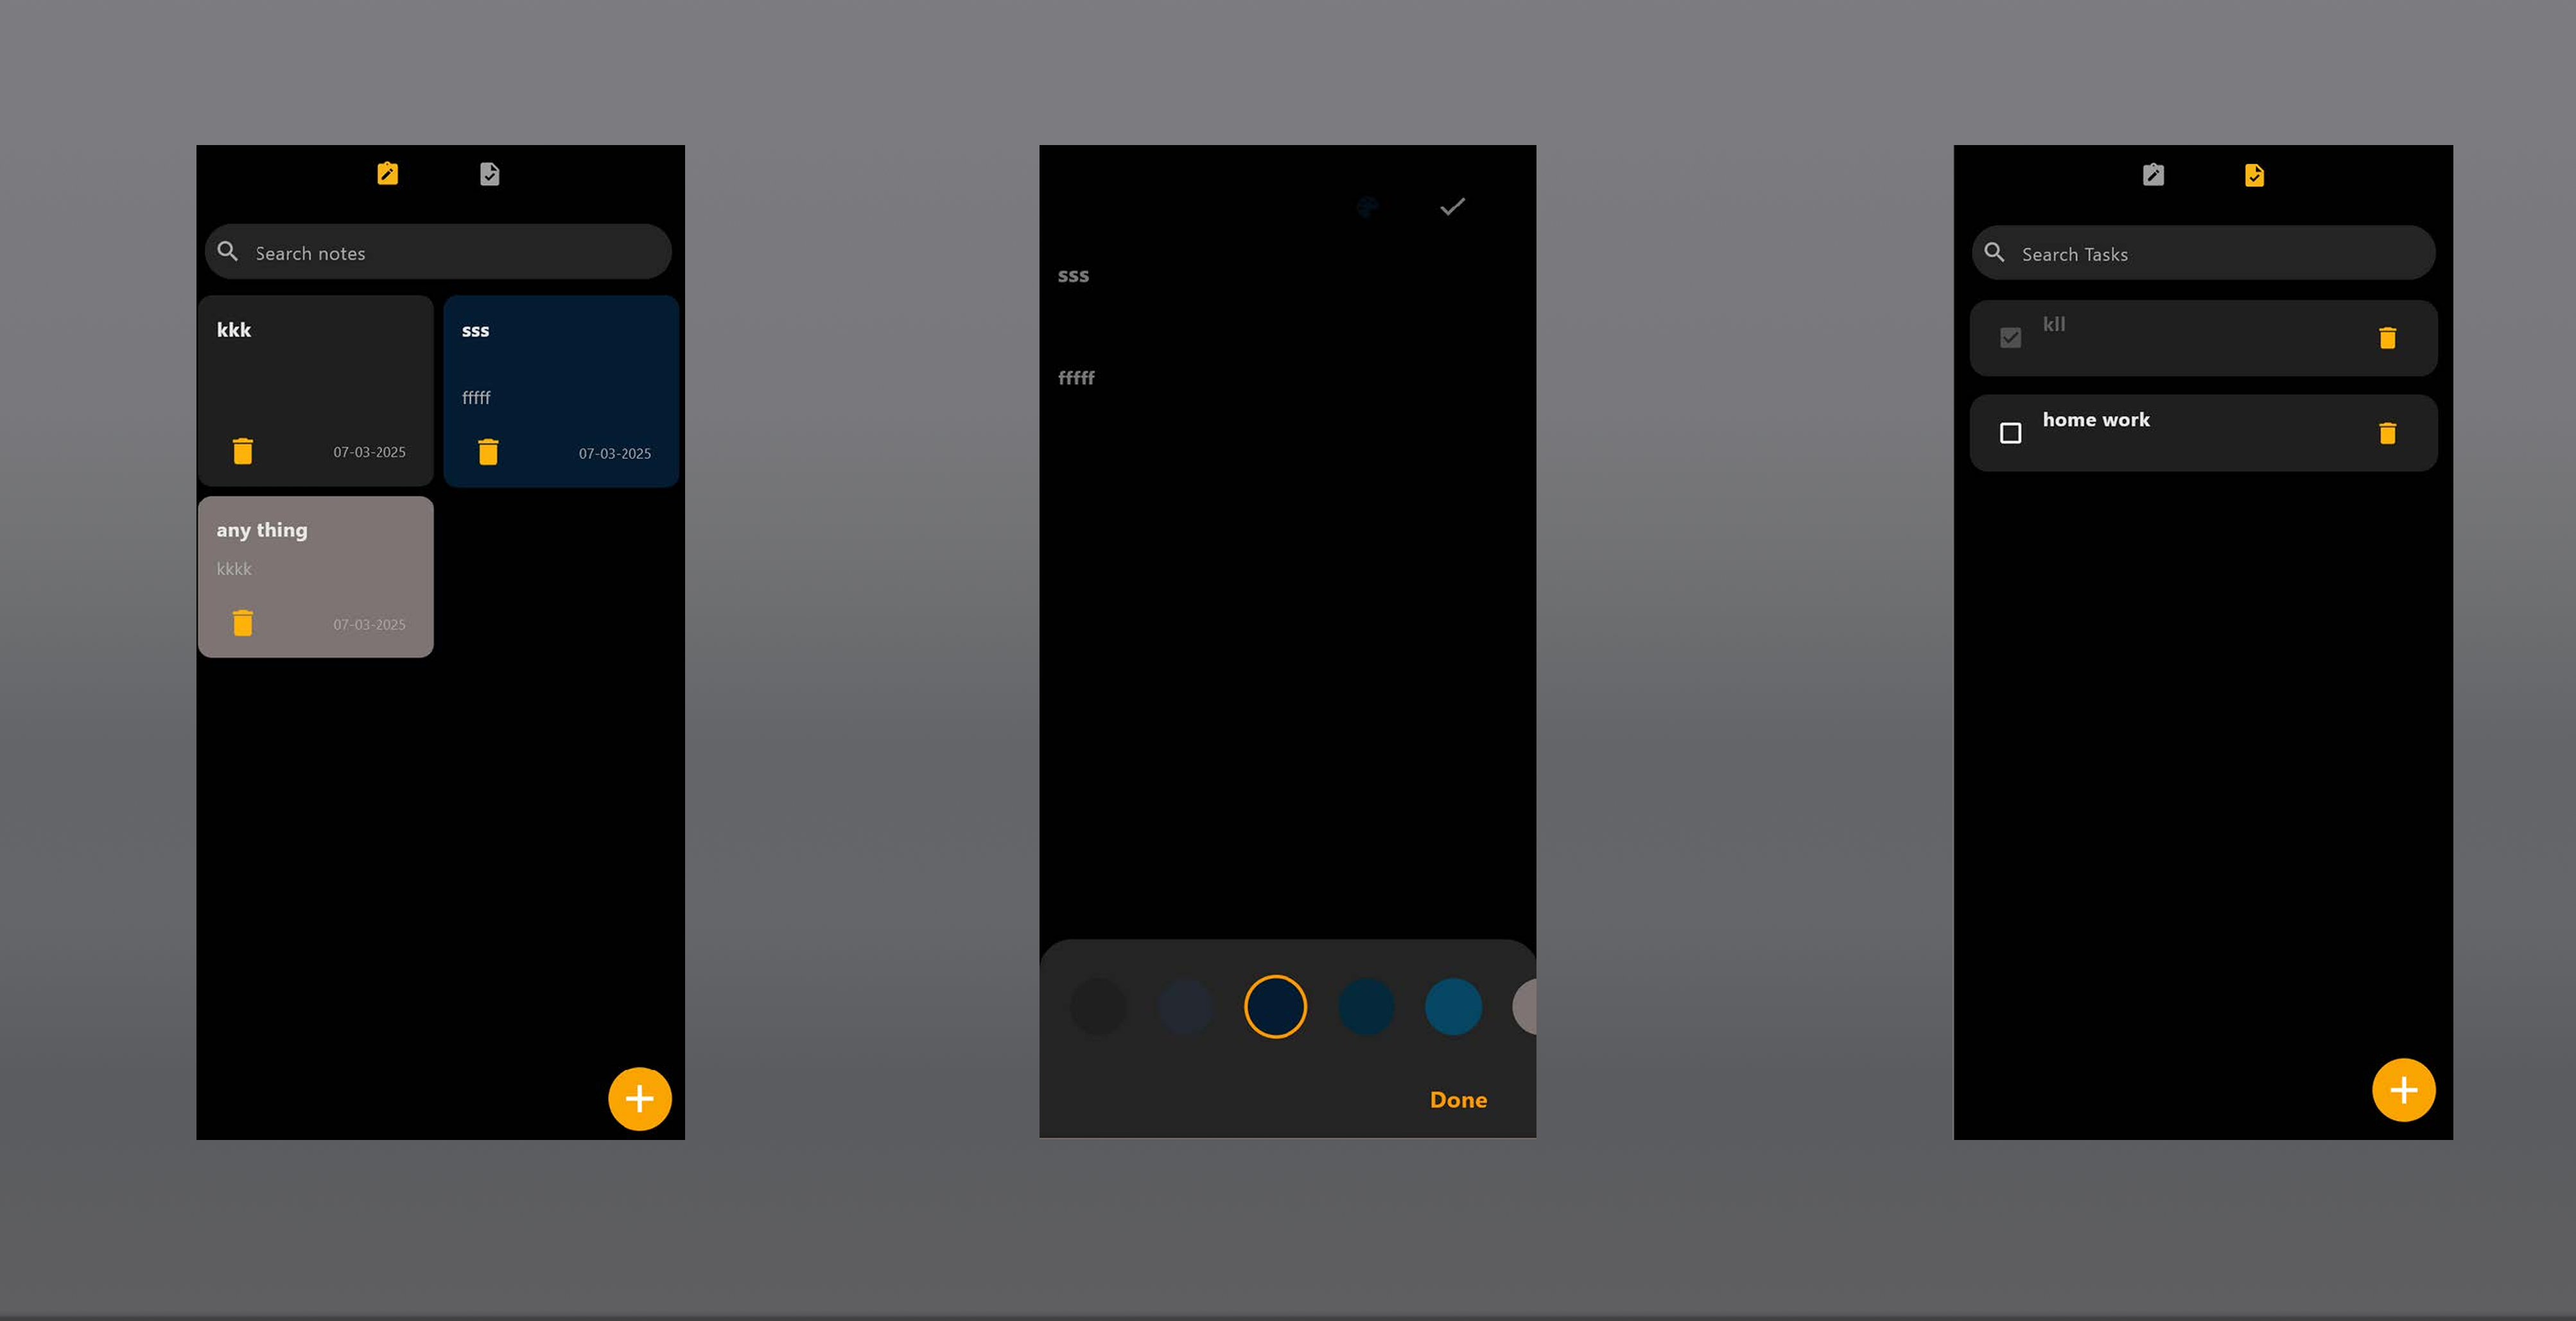 Search notes
kkk
07-03-2025
sss
fffff
07-03-2025
any thing
kkkk
07-03-2025
sss
fffff
Done
Search Tasks
kll
home work